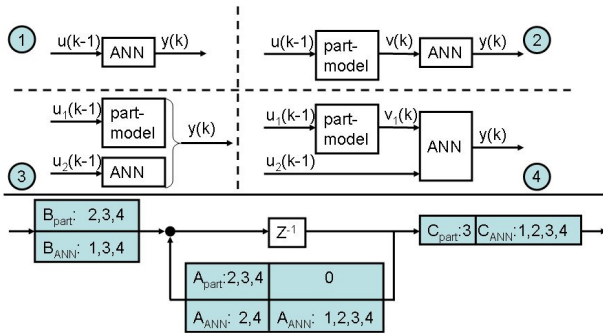 1
u(k-1)
ANN
y(k)
u(k-1)
part-
model
v(k)
ANN
y(k)
2
u1(k-1)
part-
model
y(k)
u2(k-1)
ANN
3
u1(k-1)
part-
model
v1(k)
ANN
y(k)
u2(k-1)
4
Bpart: 2,3,4
BANN: 1,3,4
Z-1
Cpart:3 CANN:1,2,3,4
Apart:2,3,4 0
AANN: 2,4 AANN: 1,2,3,4